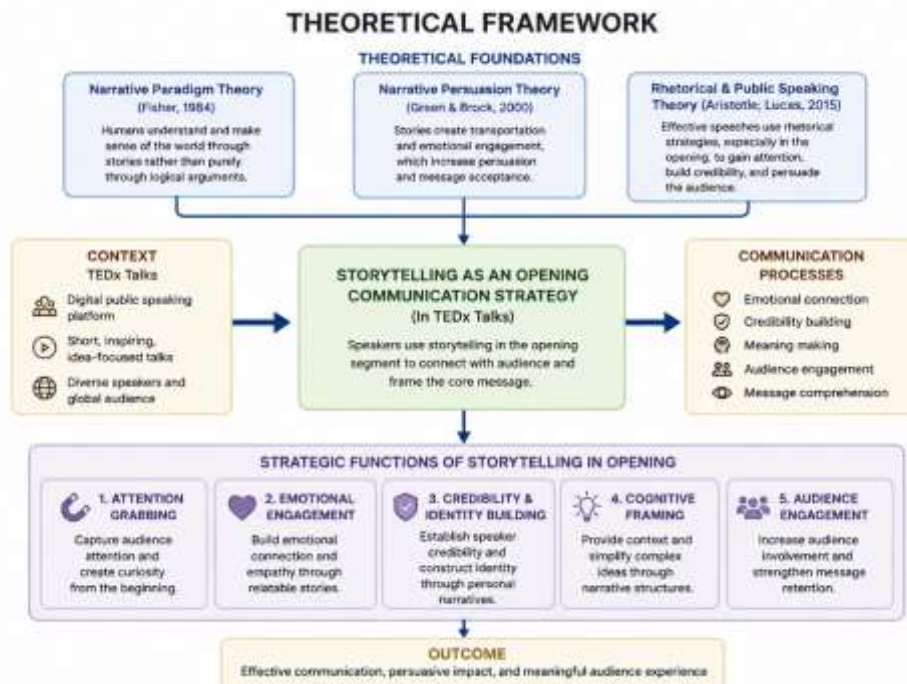 THEORETICAL FRAMEWORK
THEORETICAL FOUNDATIONS
Narrative Paradigm Theory
(Fisher, 1984)
Humans understand and make
sense of the world through
stories rather than purely
through logical arguments.
Narrative Persuasion Theory
(Green & Brock, 2000)
Stories create transportation
and emotional engagement,
which increase persuasion
and message acceptance.
Rhetorical & Public Speaking
Theory (Aristotle; Lucas, 2015)
Effective speeches use rhetorical
strategies, especially in the
opening, to gain attention,
build credibility, and persuade
the audience.
CONTEXT
TEDx Talks
Digital public speaking
platform
Short, inspiring,
idea-focused talks
Diverse speakers and
global audience
STORYTELLING AS AN OPENING
COMMUNICATION STRATEGY
(In TEDx Talks)
Speakers use storytelling in the opening
segment to connect with audience and
frame the core message.
COMMUNICATION
PROCESSES
Emotional connection
Credibility building
Meaning making
Audience engagement
Message comprehension
STRATEGIC FUNCTIONS OF STORYTELLING IN OPENING
1. ATTENTION
GRABBING
Capture audience
attention and
create curiosity
from the beginning.
2. EMOTIONAL
ENGAGEMENT
Build emotional
connection and
empathy through
relatable stories.
3. CREDIBILITY &
IDENTITY BUILDING
Establish speaker
credibility and
construct identity
through personal
narratives.
4. COGNITIVE
FRAMING
Provide context and
simplify complex
ideas through
narrative structures.
5. AUDIENCE
ENGAGEMENT
Increase audience
involvement and
strengthen message
retention.
OUTCOME
Effective communication, persuasive impact, and meaningful audience experience